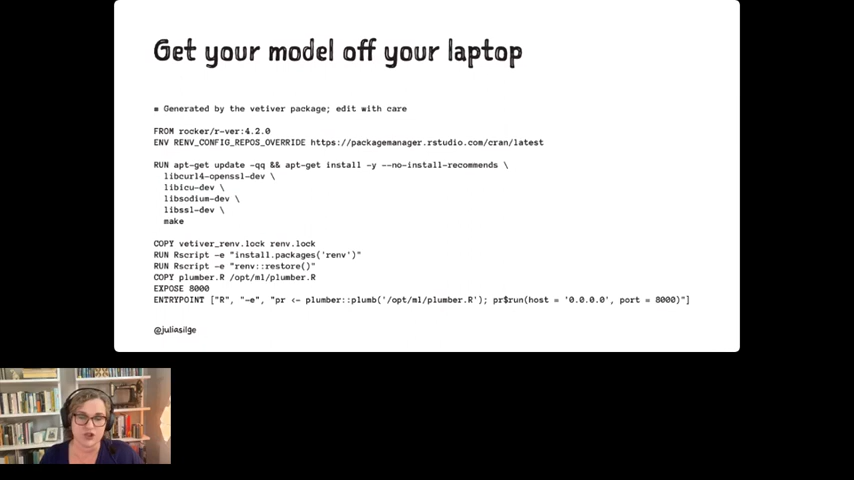 Get your model off your laptop
# Generated by the vetiver package; edit with care
FROM rocker/r-ver:4.2.0
ENV RENV_CONFIG_REPOS_OVERRIDE https://packagemanager.rstudio.com/cran/latest
RUN apt-get update -qq && apt-get install -y --no-install-recommends \
libcurl4-openssl-dev \
libicu-dev \
libsodium-dev \
libssl-dev \
make
COPY vetiver_renv.lock renv.lock
RUN Rscript -e "install.packages('renv')"
RUN Rscript -e "renv::restore()"
COPY plumber.R /opt/ml/plumber.R
EXPOSE 8000
ENTRYPOINT ["R", "-e", "pr <- plumber::plumb('/opt/ml/plumber.R'); pr$run(host = '0.0.0.0', port = 8000)"]
@juliasilge